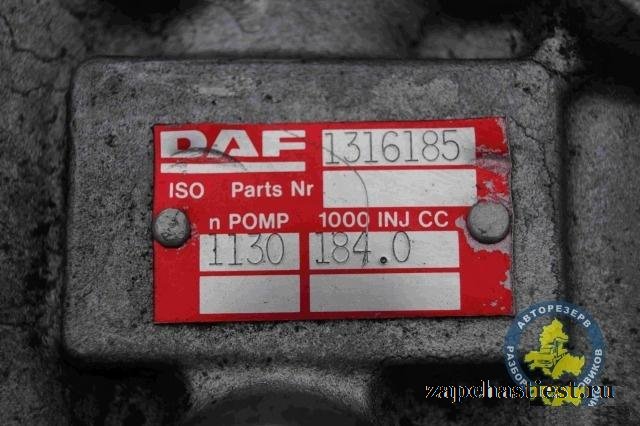 DAF 1316185
ISO Parts Nr
n POMP 1000 INJ CC
1130 184.0
АВТОРЕЗЕРВ
zapchastiest.ru